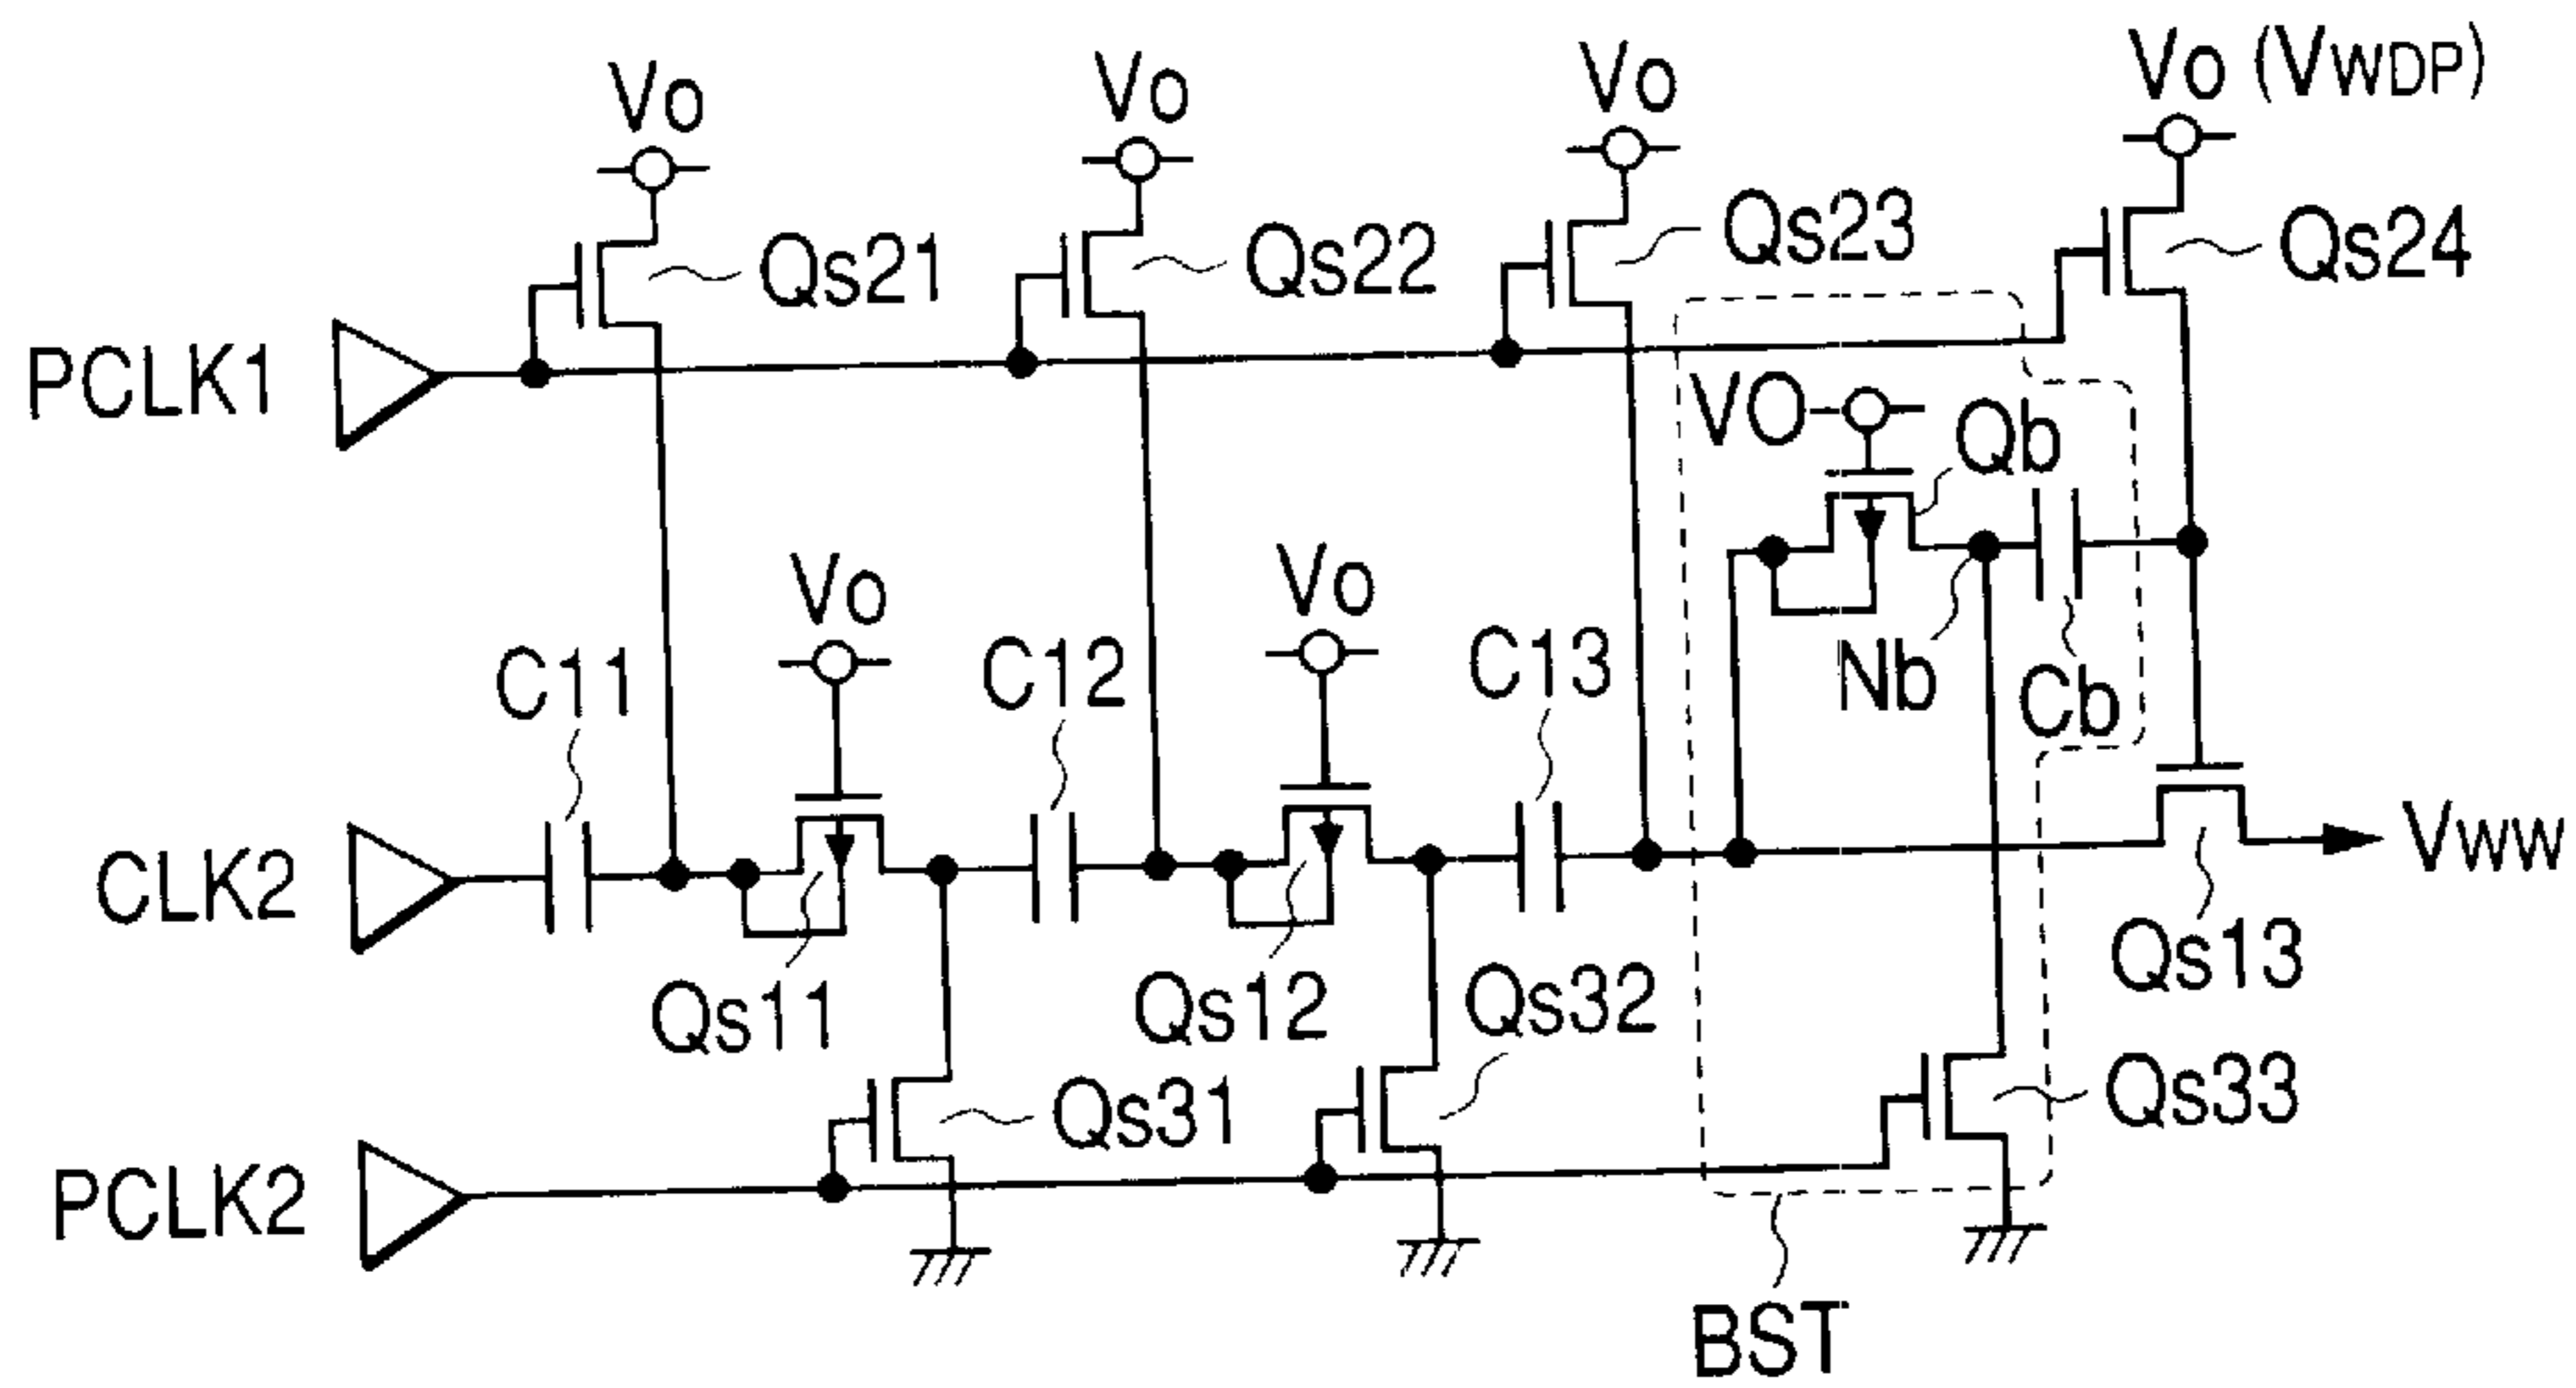 Vo
Vo
Vo
Vo (VWDP)
Qs21
Qs22
Qs23
Qs24
PCLK1
VO
Qb
Vo
Vo
C11
C12
C13
Nb
Cb
CLK2
VWW
Qs11
Qs12
Qs32
Qs13
Qs31
Qs33
PCLK2
BST